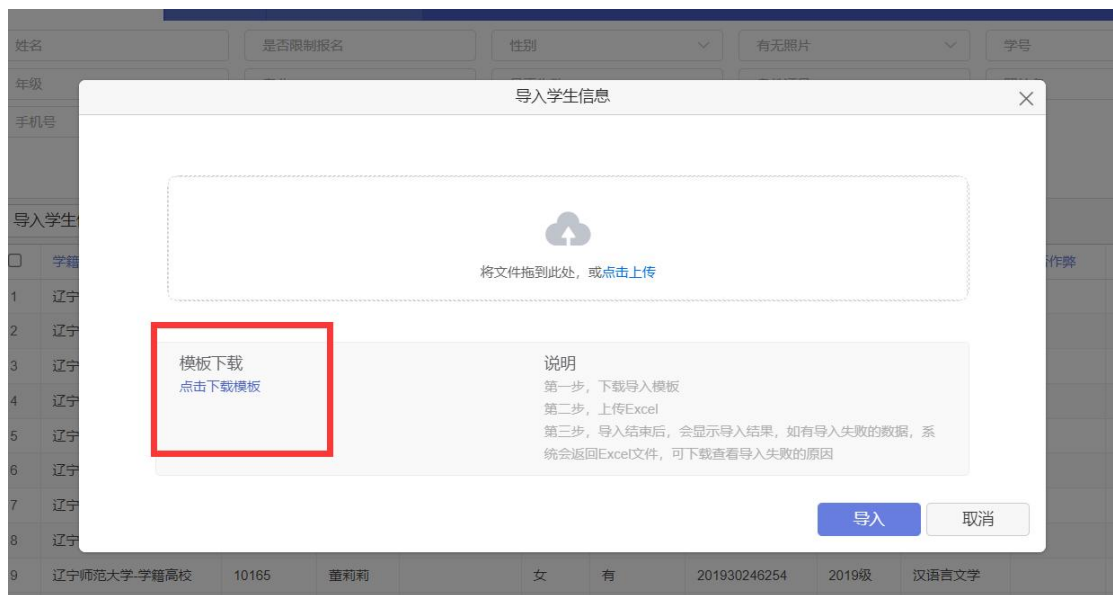 姓名
是否限制报名
性别
有无照片
学号
年级
手机号
导入学生信息
导入学生
学籍
作弊
将文件拖到此处，或点击上传
1 辽宁
2 辽宁
3 辽宁
4 辽宁
5 辽宁
6 辽宁
7 辽宁
8 辽宁
模板下载
点击下载模板
说明
第一步，下载导入模板
第二步，上传Excel
第三步，导入结束后，会显示导入结果，如有导入失败的数据，系
统会返回Excel文件，可下载查看导入失败的原因
导入
取消
9 辽宁师范大学-学籍高校 10165 董莉莉 女 有 201930246254 2019级 汉语言文学